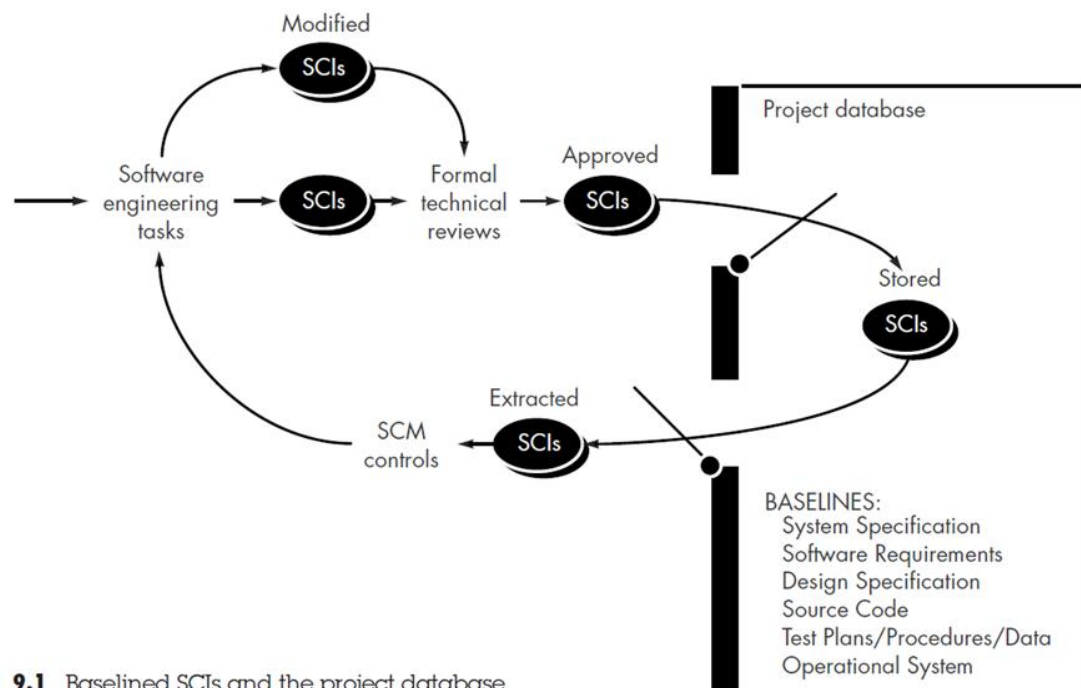 Modified
SCIs
Project database
Software
engineering
tasks
SCIs
Formal
technical
reviews
Approved
SCIs
Stored
SCIs
Extracted
SCIs
SCM
controls
BASELINES:
System Specification
Software Requirements
Design Specification
Source Code
Test Plans/Procedures/Data
Operational System
9.1 Baselined SCIs and the project database